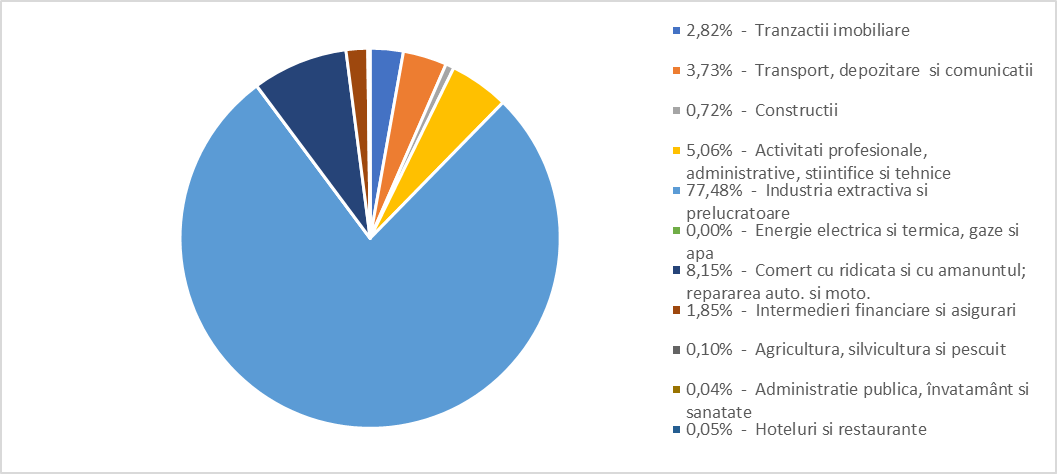 2,82% - Tranzactii imobiliare
3,73% - Transport, depozitare si comunicatii
0,72% - Constructii
5,06% - Activitati profesionale,
administrative, stiintifice si tehnice
77,48% - Industria extractiva si
prelucratoare
0,00% - Energie electrica si termica, gaze si
apa
8,15% - Comert cu ridicata si cu amanuntul;
repararea auto. si moto.
1,85% - Intermedieri financiare si asigurari
0,10% - Agricultura, silvicultura si pescuit
0,04% - Administratie publica, învatamânt si
sanatate
0,05% - Hoteluri si restaurante